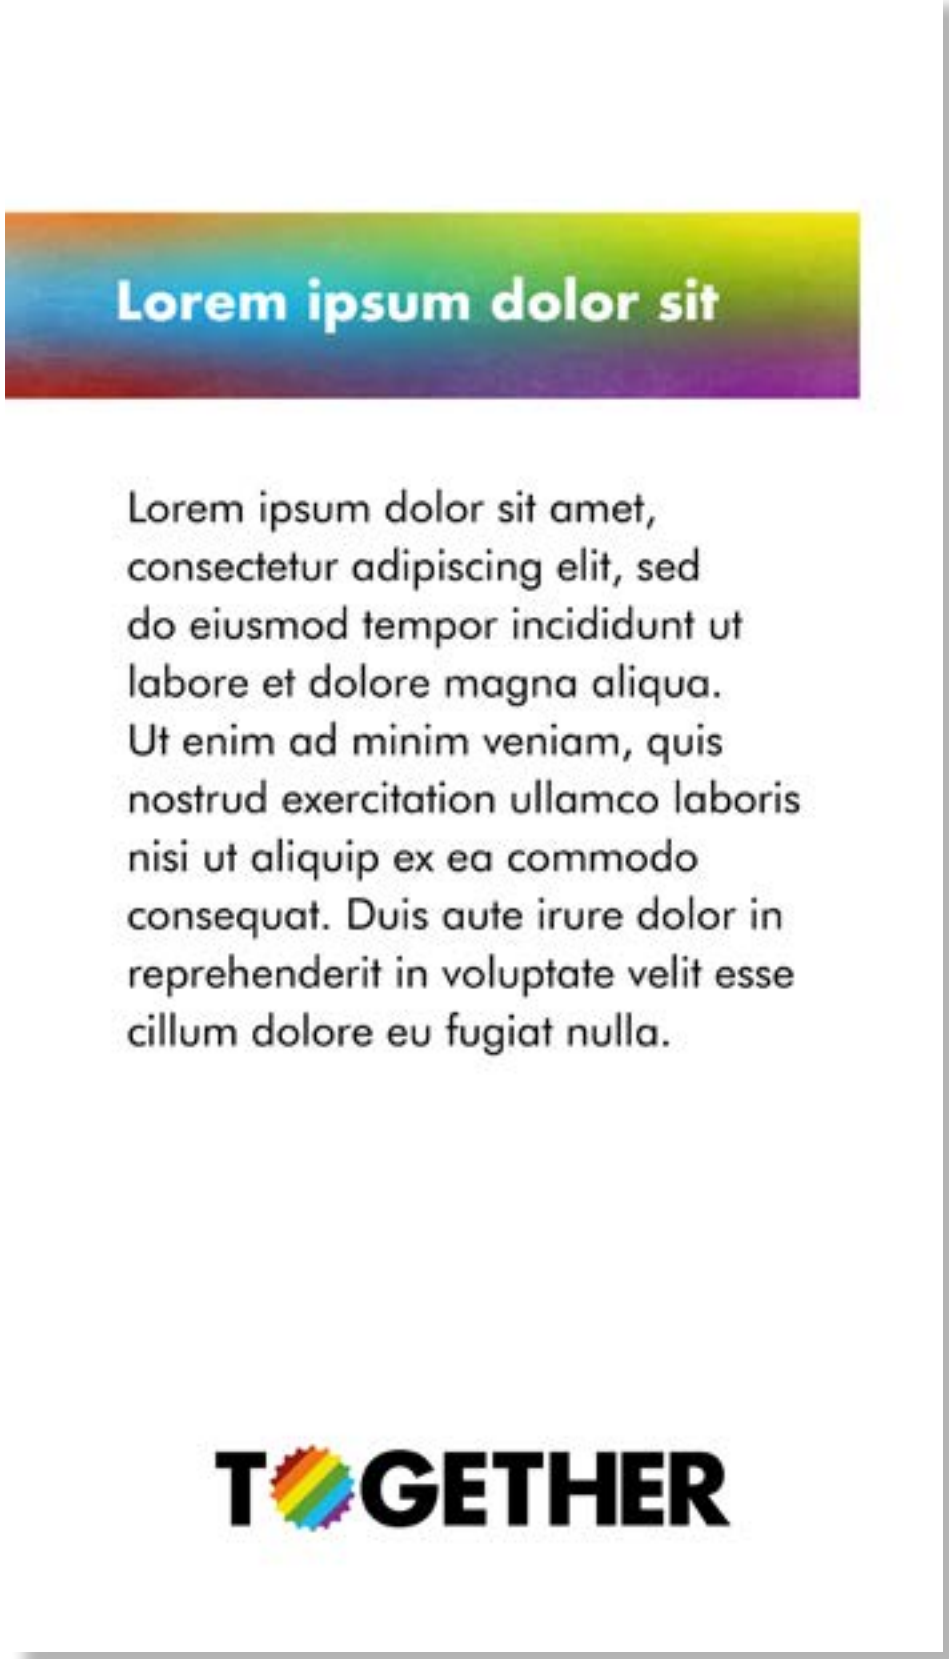 Lorem ipsum dolor sit
Lorem ipsum dolor sit amet,
consectetur adipiscing elit, sed
do eiusmod tempor incididunt ut
labore et dolore magna aliqua.
Ut enim ad minim veniam, quis
nostrud exercitation ullamco laboris
nisi ut aliquip ex ea commodo
consequat. Duis aute irure dolor in
reprehenderit in voluptate velit esse
cillum dolore eu fugiat nulla.
TOGETHER